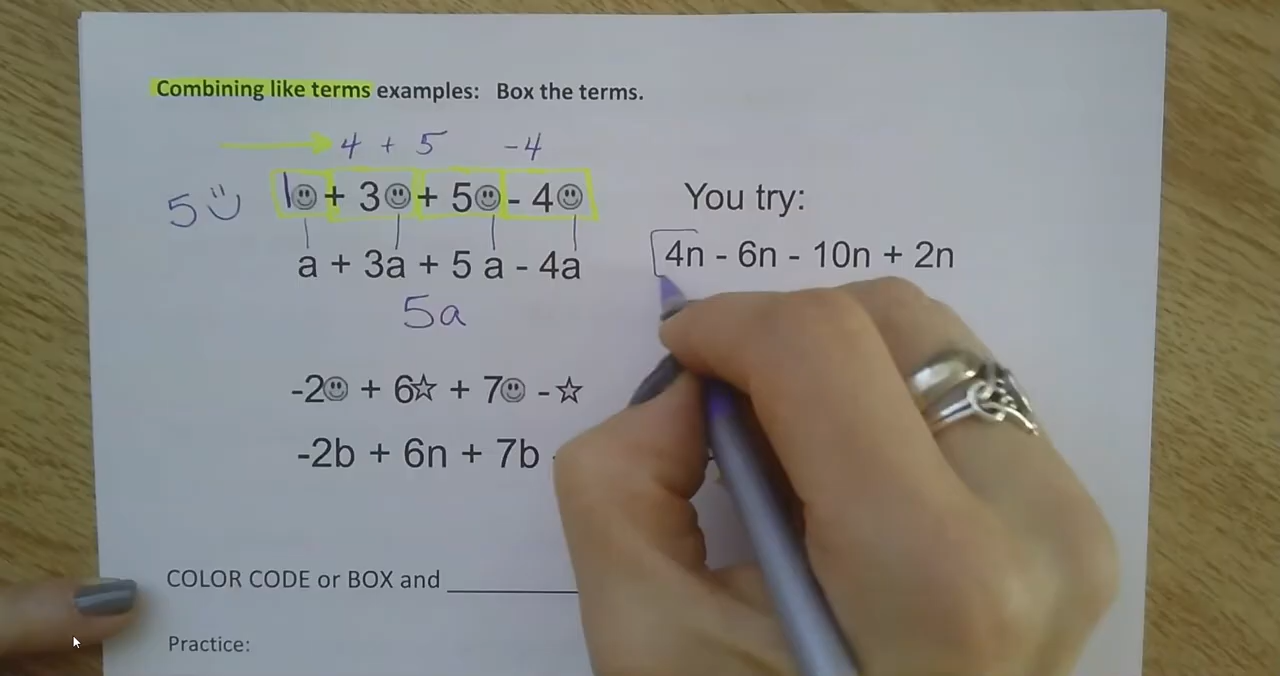 Combining like terms examples: Box the terms.
4 + 5 -4
5☺ 1☺ + 3☺ + 5☺ - 4☺
a + 3a + 5 a - 4a
5a
-2☺ + 6☆ + 7☺ - ☆
-2b + 6n + 7b
You try:
4n - 6n - 10n + 2n
COLOR CODE or BOX and ___________
Practice: